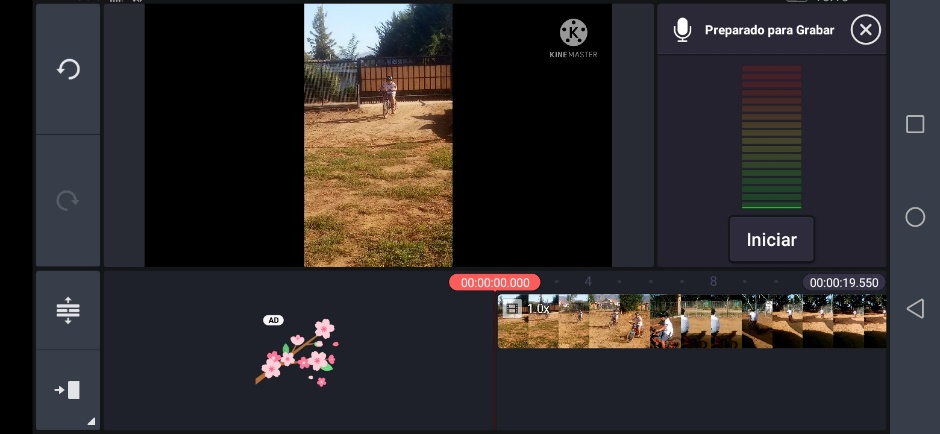 KINEMASTER
Preparado para Grabar
Iniciar
00:00:00.000
4
8
00:00:19.550
1.0x
AD